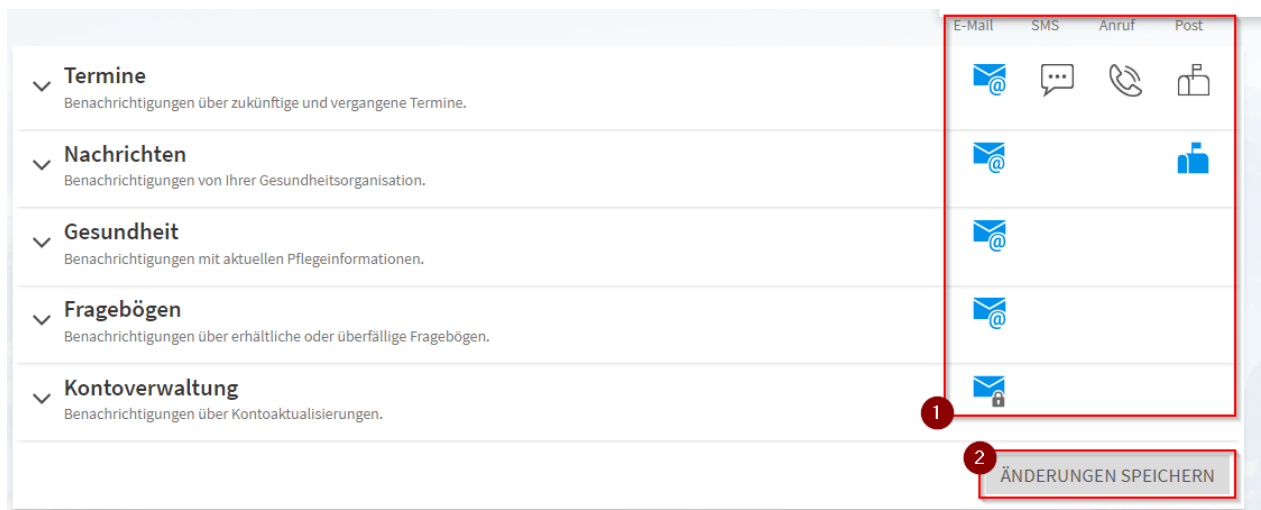 E-Mail SMS Anruf Post
Termine
Benachrichtigungen über zukünftige und vergangene Termine.
Nachrichten
Benachrichtigungen von Ihrer Gesundheitsorganisation.
Gesundheit
Benachrichtigungen mit aktuellen Pflegeinformationen.
Fragebögen
Benachrichtigungen über erhältliche oder überfällige Fragebögen.
Kontoverwaltung
Benachrichtigungen über Kontoaktualisierungen.
1
2
ÄNDERUNGEN SPEICHERN